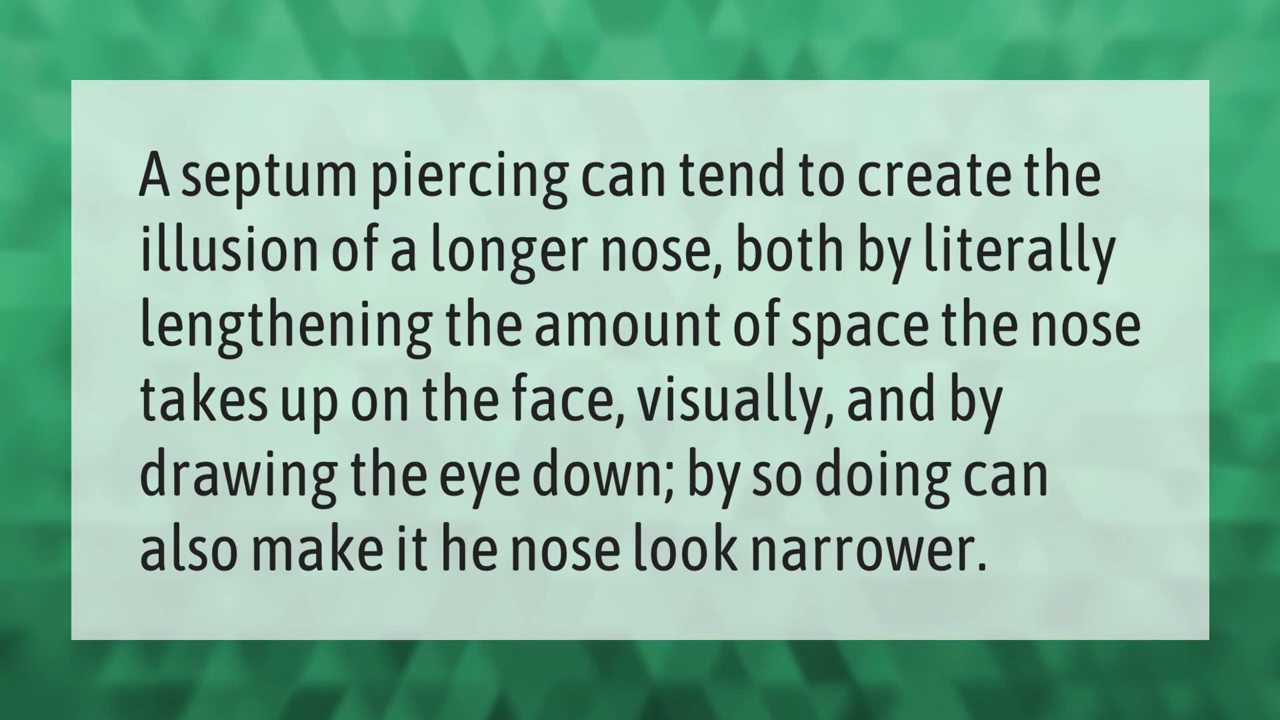 A septum piercing can tend to create the
illusion of a longer nose, both by literally
lengthening the amount of space the nose
takes up on the face, visually, and by
drawing the eye down; by so doing can
also make it he nose look narrower.